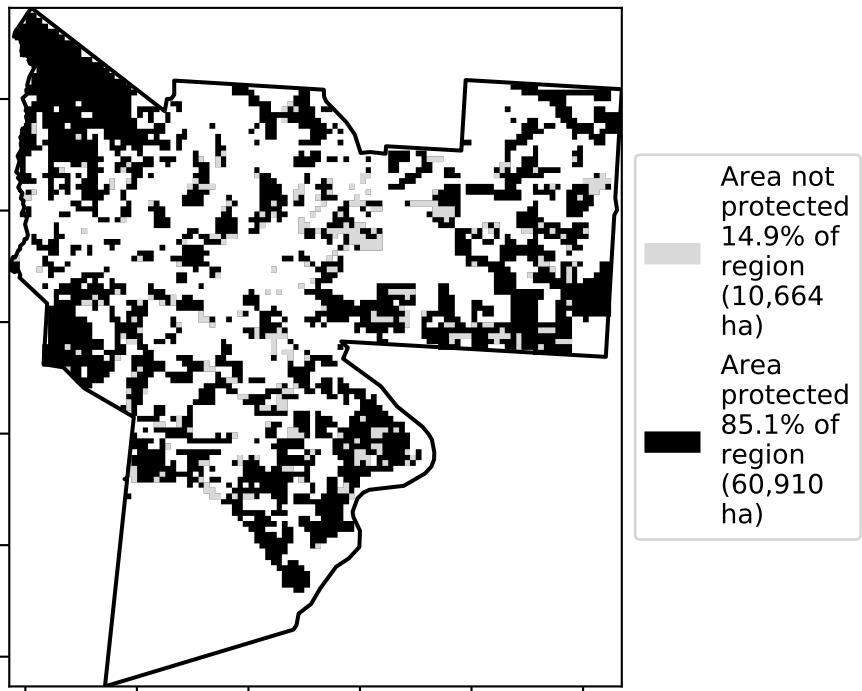 Area not
protected
14.9% of
region
(10,664
ha)
Area
protected
85.1% of
region
(60,910
ha)